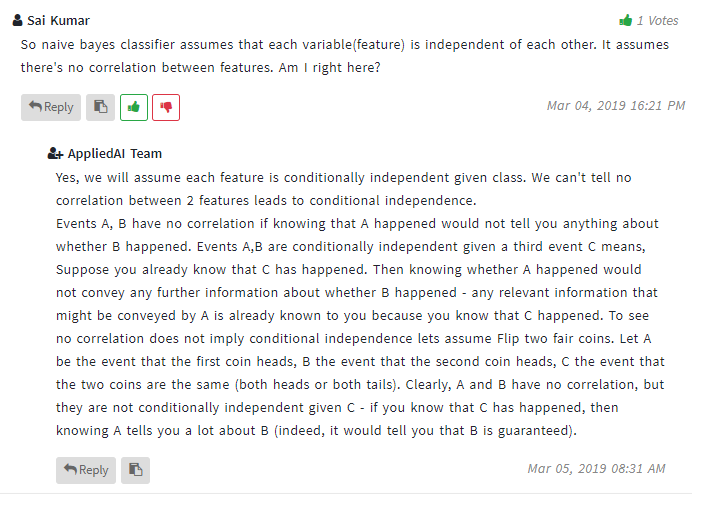 Sai Kumar
1 Votes
So naive bayes classifier assumes that each variable(feature) is independent of each other. It assumes
there's no correlation between features. Am I right here?
Reply
Mar 04, 2019 16:21 PM
AppliedAI Team
Yes, we will assume each feature is conditionally independent given class. We can't tell no
correlation between 2 features leads to conditional independence.
Events A, B have no correlation if knowing that A happened would not tell you anything about
whether B happened. Events A,B are conditionally independent given a third event C means,
Suppose you already know that C has happened. Then knowing whether A happened would
not convey any further information about whether B happened - any relevant information that
might be conveyed by A is already known to you because you know that C happened. To see
no correlation does not imply conditional independence lets assume Flip two fair coins. Let A
be the event that the first coin heads, B the event that the second coin heads, C the event that
the two coins are the same (both heads or both tails). Clearly, A and B have no correlation, but
they are not conditionally independent given C - if you know that C has happened, then
knowing A tells you a lot about B (indeed, it would tell you that B is guaranteed).
Reply
Mar 05, 2019 08:31 AM